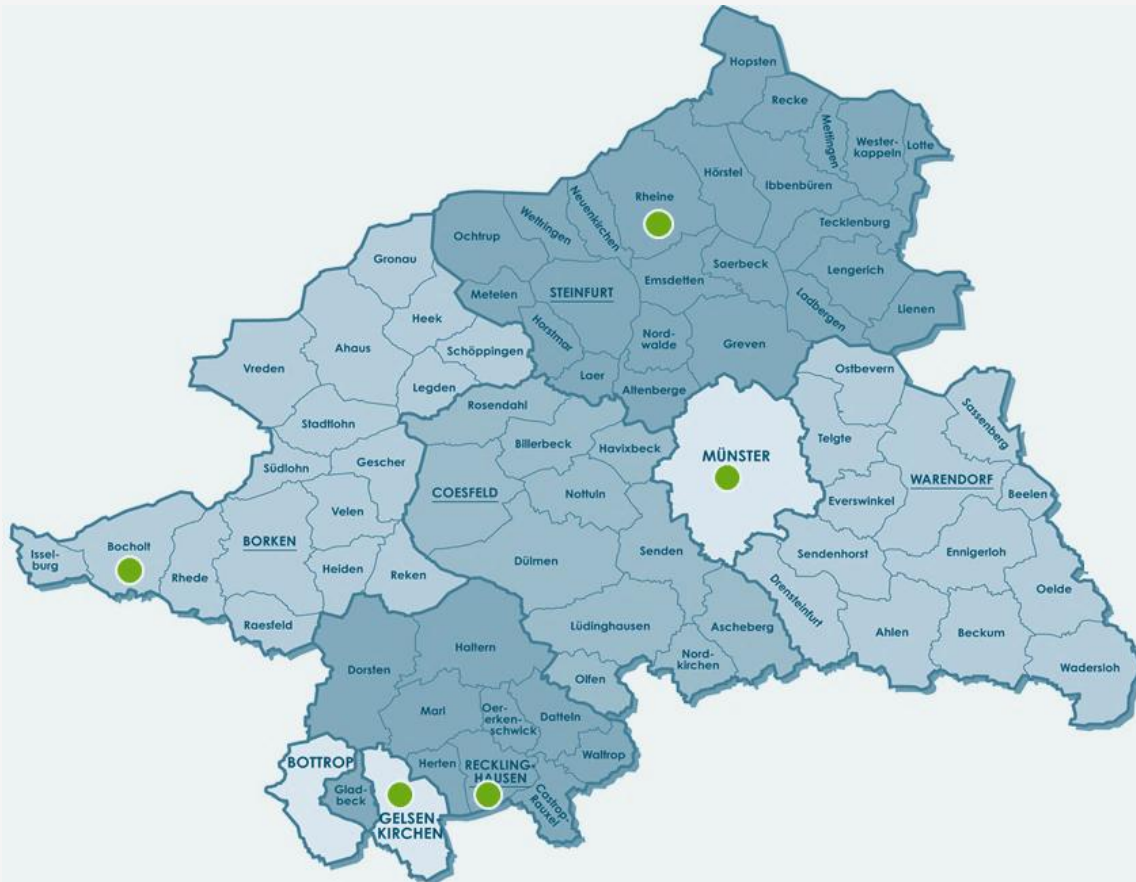 Hopsten
Recke
Mettingen
Wester-
kappeln
Lotte
Hörstel
Ibbenbüren
Rheine
Neuenkirchen
Wettringen
Ochtrup
Tecklenburg
Gronau
Saerbeck
Lengerich
Emsdetten
STEINFURT
Metelen
Ladbergen
Lienen
Heek
Horstmar
Nord-
walde
Greven
Ahaus
Schöppingen
Vreden
Laer
Altenberge
Ostbevern
Legden
Rosendahl
Sassenberg
Stadtlohn
Billerbeck
Havixbeck
Telgte
MÜNSTER
Südlohn
Gescher
COESFELD
Nottuln
WARENDORF
Everswinkel
Beelen
Velen
BORKEN
Bocholt
Issel-
burg
Rhede
Heiden
Reken
Dülmen
Senden
Sendenhorst
Ennigerloh
Drensteinfurt
Oelde
Raesfeld
Lüdinghausen
Ascheberg
Ahlen
Beckum
Haltern
Dorsten
Nord-
kirchen
Wadersloh
Olfen
Marl
Oer-
erken-
schwick
Datteln
Waltrop
BOTTROP
Herten
RECKLING-
HAUSEN
Glad-
beck
Castrop-
Rauxel
GELSEN-
KIRCHEN